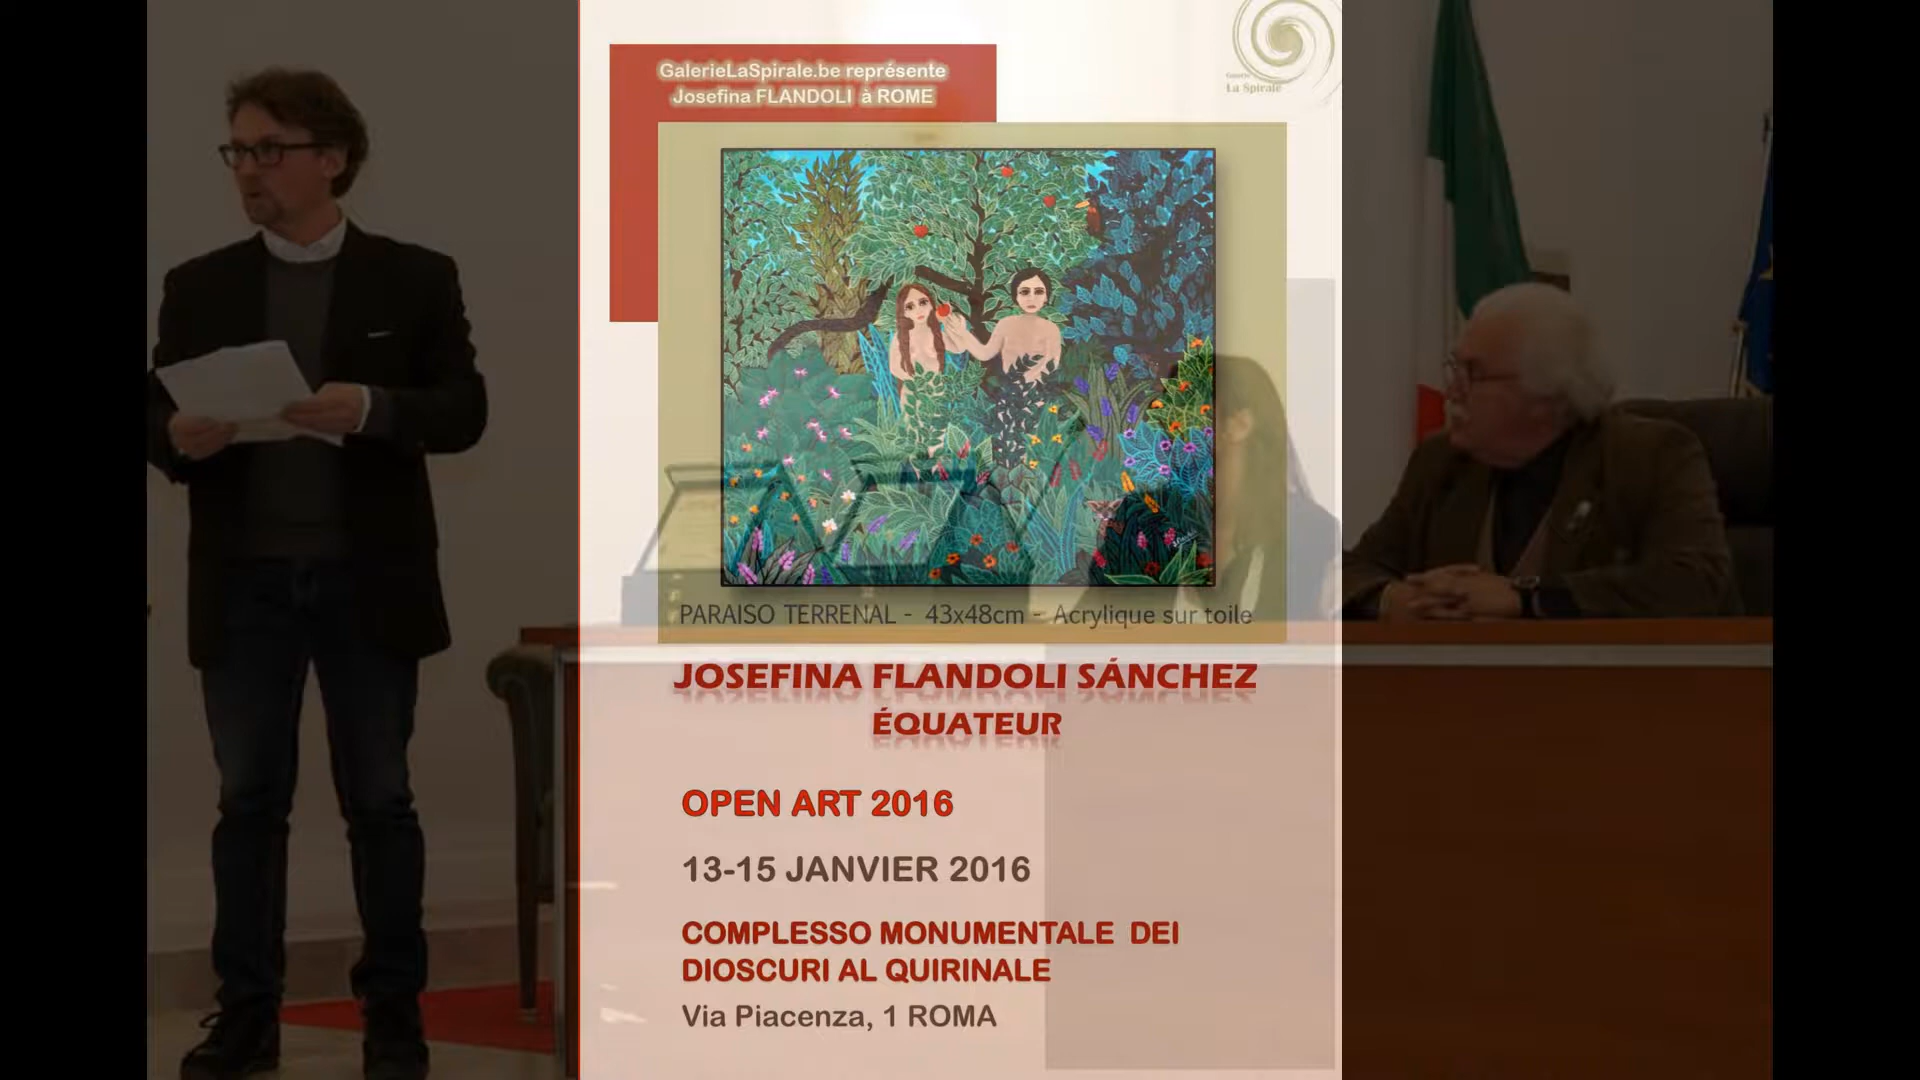 GalerieLaSpirale.be représente
Josefina FLANDOLI à ROME
Galerie
La Spirale
PARAISO TERRENAL - 43x48cm - Acrylique sur toile
JOSEFINA FLANDOLI SÁNCHEZ
ÉQUATEUR
OPEN ART 2016
13-15 JANVIER 2016
COMPLESSO MONUMENTALE DEI
DIOSCURI AL QUIRINALE
Via Piacenza, 1 ROMA